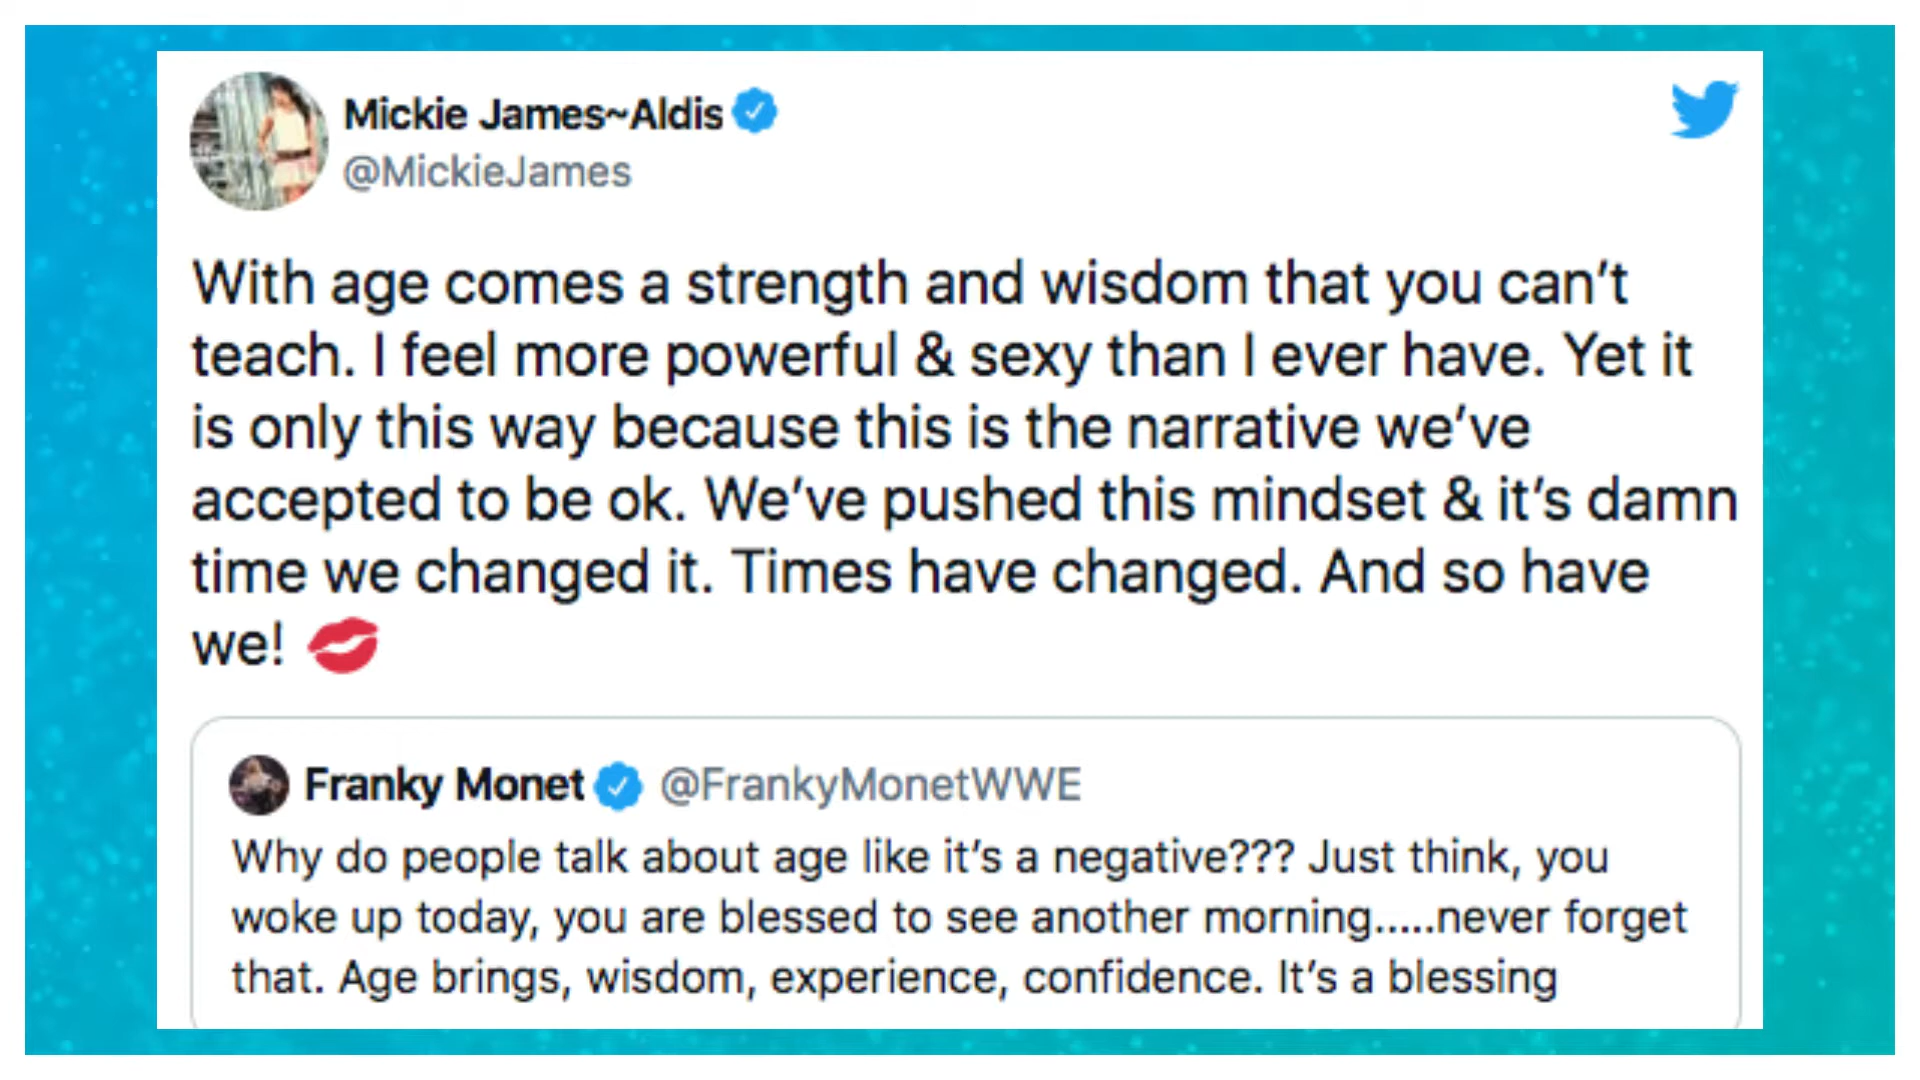 Mickie James~Aldis
@MickieJames
With age comes a strength and wisdom that you can’t
teach. I feel more powerful & sexy than I ever have. Yet it
is only this way because this is the narrative we’ve
accepted to be ok. We’ve pushed this mindset & it’s damn
time we changed it. Times have changed. And so have
we! 💋
Franky Monet @FrankyMonetWWE
Why do people talk about age like it’s a negative??? Just think, you
woke up today, you are blessed to see another morning.....never forget
that. Age brings, wisdom, experience, confidence. It’s a blessing